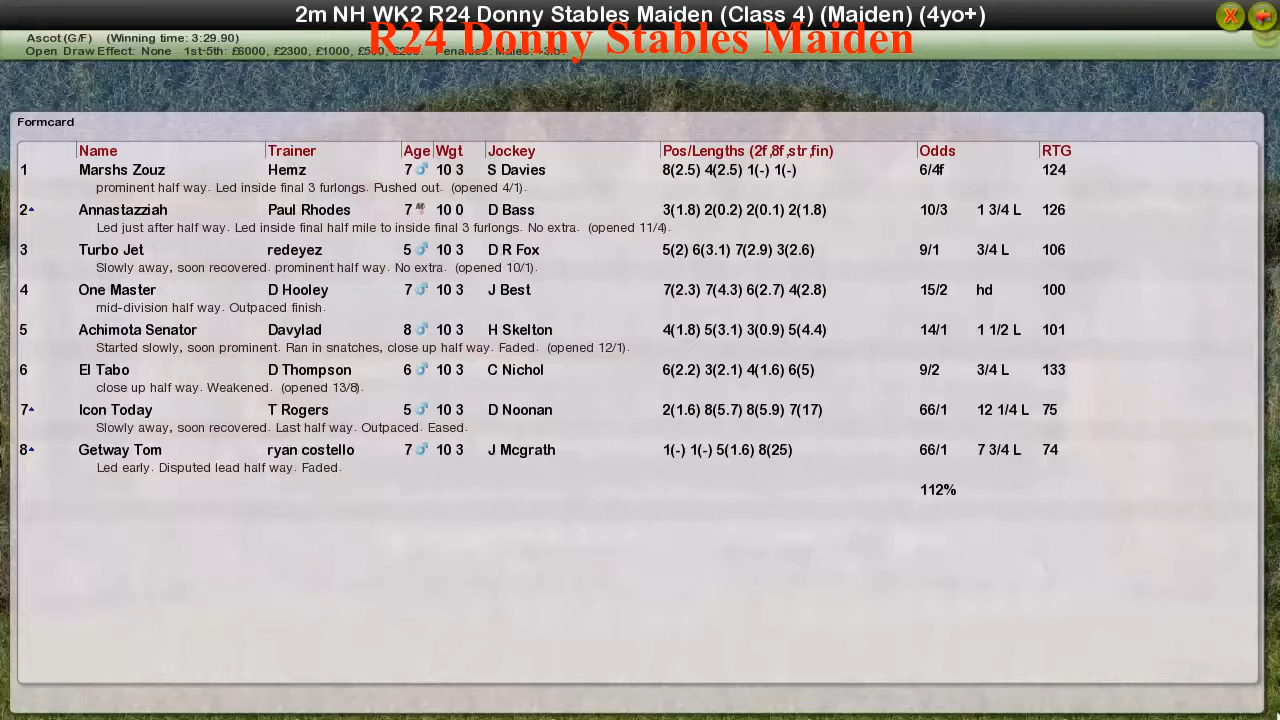 2m NH WK2 R24 Donny Stables Maiden (Class 4) (Maiden) (4yo+)
R24 Donny Stables Maiden
Ascot(G/F) (Winning time: 3:29.90)
Open Draw Effect: None 1st-5th: £6000, £2300, £1000, Penalties: Males:
Formcard
Name Trainer Age Wgt Jockey Pos/Lengths (2f,8f,str,fin) Odds RTG
1 Marshs Zouz Hemz 7 10 3 S Davies 8(2.5) 4(2.5) 1(-) 1(-) 6/4f 124
prominent half way. Led inside final 3 furlongs. Pushed out. (opened 4/1).
2 Annastazziah Paul Rhodes 7 10 0 D Bass 3(1.8) 2(0.2) 2(0.1) 2(1.8) 10/3 1 3/4 L 126
Led just after half way. Led inside final half mile to inside final 3 furlongs. No extra. (opened 11/4).
3 Turbo Jet redeyez 5 10 3 D R Fox 5(2) 6(3.1) 7(2.9) 3(2.6) 9/1 3/4 L 106
Slowly away, soon recovered. prominent half way. No extra. (opened 10/1).
4 One Master D Hooley 7 10 3 J Best 7(2.3) 7(4.3) 6(2.7) 4(2.8) 15/2 hd 100
mid-division half way. Outpaced finish.
5 Achimota Senator Davylad 8 10 3 H Skelton 4(1.8) 5(3.1) 3(0.9) 5(4.4) 14/1 1 1/2 L 101
Started slowly, soon prominent. Ran in snatches, close up half way. Faded. (opened 12/1).
6 El Tabo D Thompson 6 10 3 C Nichol 6(2.2) 3(2.1) 4(1.6) 6(5) 9/2 3/4 L 133
close up half way. Weakened. (opened 13/8).
7 Icon Today T Rogers 5 10 3 D Noonan 2(1.6) 8(5.7) 8(5.9) 7(17) 66/1 12 1/4 L 75
Slowly away, soon recovered. Last half way. Outpaced. Eased.
8 Getway Tom ryan costello 7 10 3 J Mcgrath 1(-) 1(-) 5(1.6) 8(25) 66/1 7 3/4 L 74
Led early. Disputed lead half way. Faded.
112%